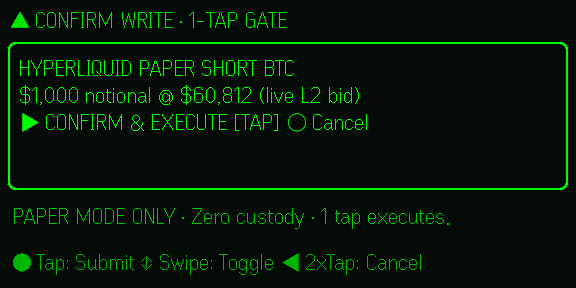 ▲ CONFIRM WRITE · 1-TAP GATE
HYPERLIQUID PAPER SHORT BTC
$1,000 notional @ $60,812 (live L2 bid)
▶ CONFIRM & EXECUTE [TAP] ○ Cancel
PAPER MODE ONLY · Zero custody · 1 tap executes.
● Tap: Submit ⇕ Swipe: Toggle ◀ 2xTap: Cancel